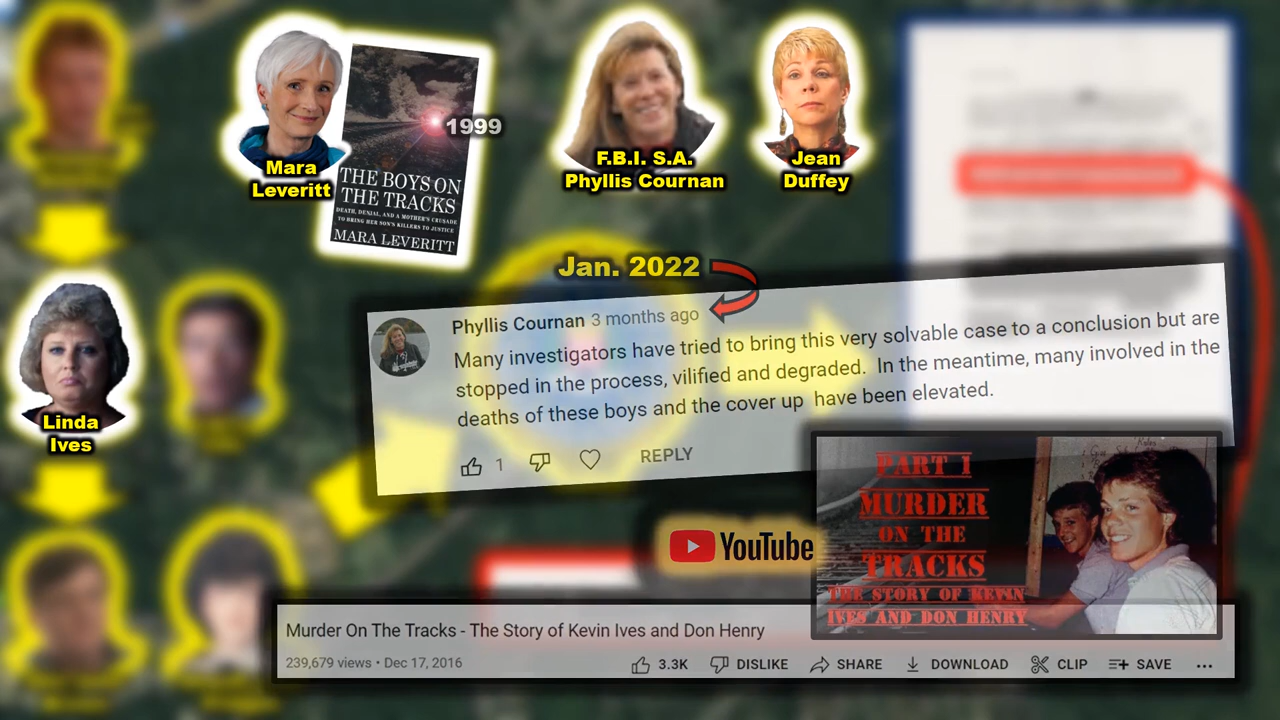 Mara
Leveritt
1999
THE BOYS ON
THE TRACKS
DEATH, DENIAL, AND A MOTHER'S CRUSADE
TO BRING HER SON'S KILLERS TO JUSTICE
MARA LEVERITT
F.B.I. S.A.
Phyllis Cournan
Jean
Duffey
Linda
Ives
Jan. 2022
Phyllis Cournan 3 months ago
Many investigators have tried to bring this very solvable case to a conclusion but are
stopped in the process, vilified and degraded. In the meantime, many involved in the
deaths of these boys and the cover up have been elevated.
1
REPLY
YouTube
PART 1
MURDER
ON THE
TRACKS
THE STORY OF KEVIN
IVES AND DON HENRY
Murder On The Tracks - The Story of Kevin Ives and Don Henry
239,679 views • Dec 17, 2016
3.3K
DISLIKE
SHARE
DOWNLOAD
CLIP
SAVE